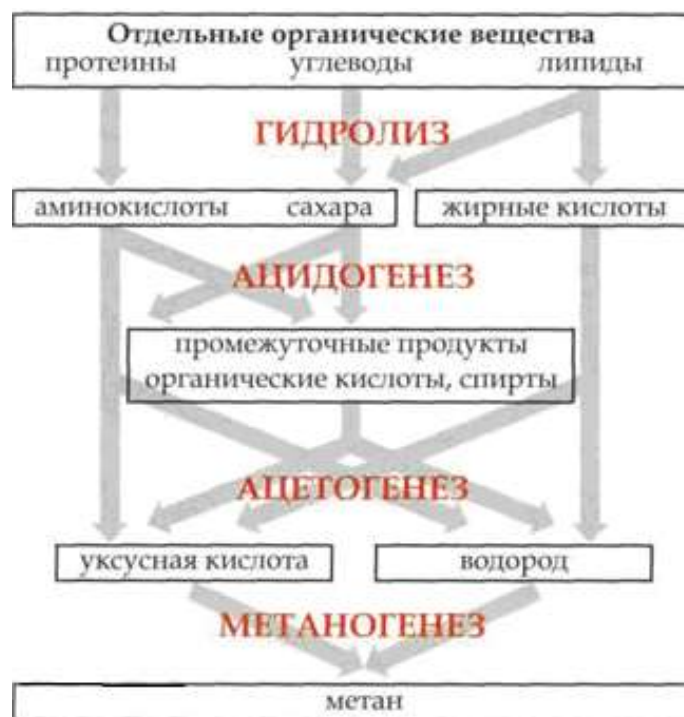 Отдельные органические вещества
протеины углеводы липиды
ГИДРОЛИЗ
аминокислоты сахара жирные кислоты
АЦИДОГЕНЕЗ
промежуточные продукты
органические кислоты, спирты
АЦЕТОГЕНЕЗ
уксусная кислота водород
МЕТАНОГЕНЕЗ
метан